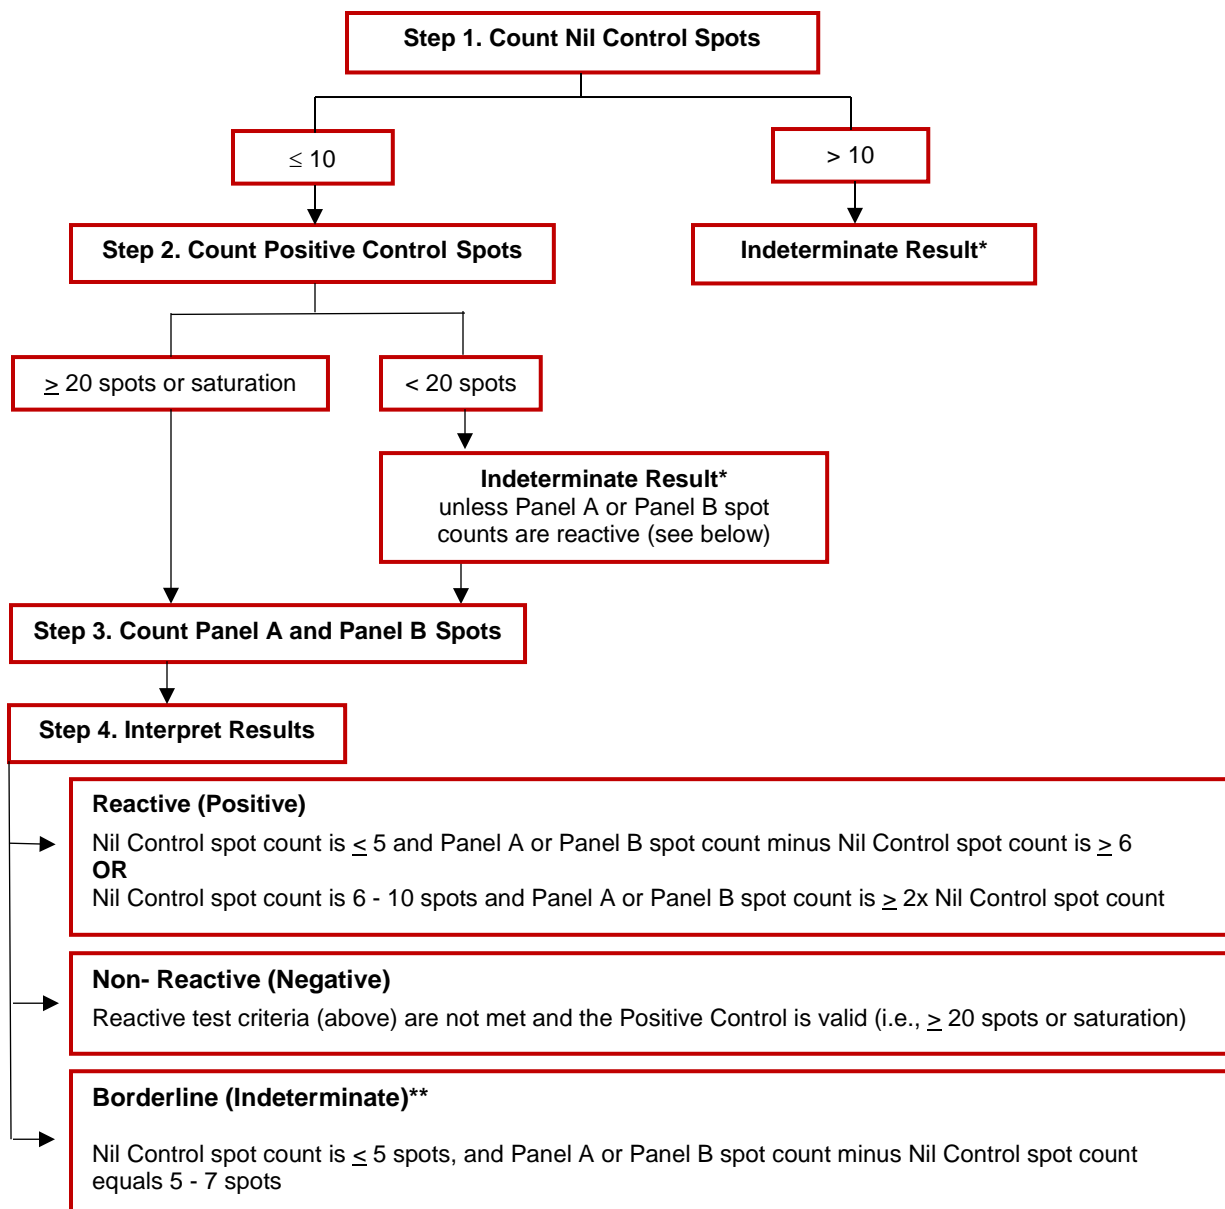 Step 1. Count Nil Control Spots
≤ 10
> 10
Step 2. Count Positive Control Spots
Indeterminate Result*
≥ 20 spots or saturation
< 20 spots
Indeterminate Result*
unless Panel A or Panel B spot
counts are reactive (see below)
Step 3. Count Panel A and Panel B Spots
Step 4. Interpret Results
Reactive (Positive)
Nil Control spot count is ≤ 5 and Panel A or Panel B spot count minus Nil Control spot count is ≥ 6
OR
Nil Control spot count is 6 - 10 spots and Panel A or Panel B spot count is ≥ 2x Nil Control spot count
Non- Reactive (Negative)
Reactive test criteria (above) are not met and the Positive Control is valid (i.e., ≥ 20 spots or saturation)
Borderline (Indeterminate)**
Nil Control spot count is ≤ 5 spots, and Panel A or Panel B spot count minus Nil Control spot count
equals 5 - 7 spots